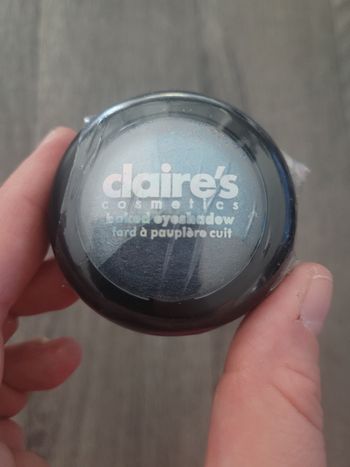 claire's
cosmetics
baked eyeshadow
fard à paupière cuit